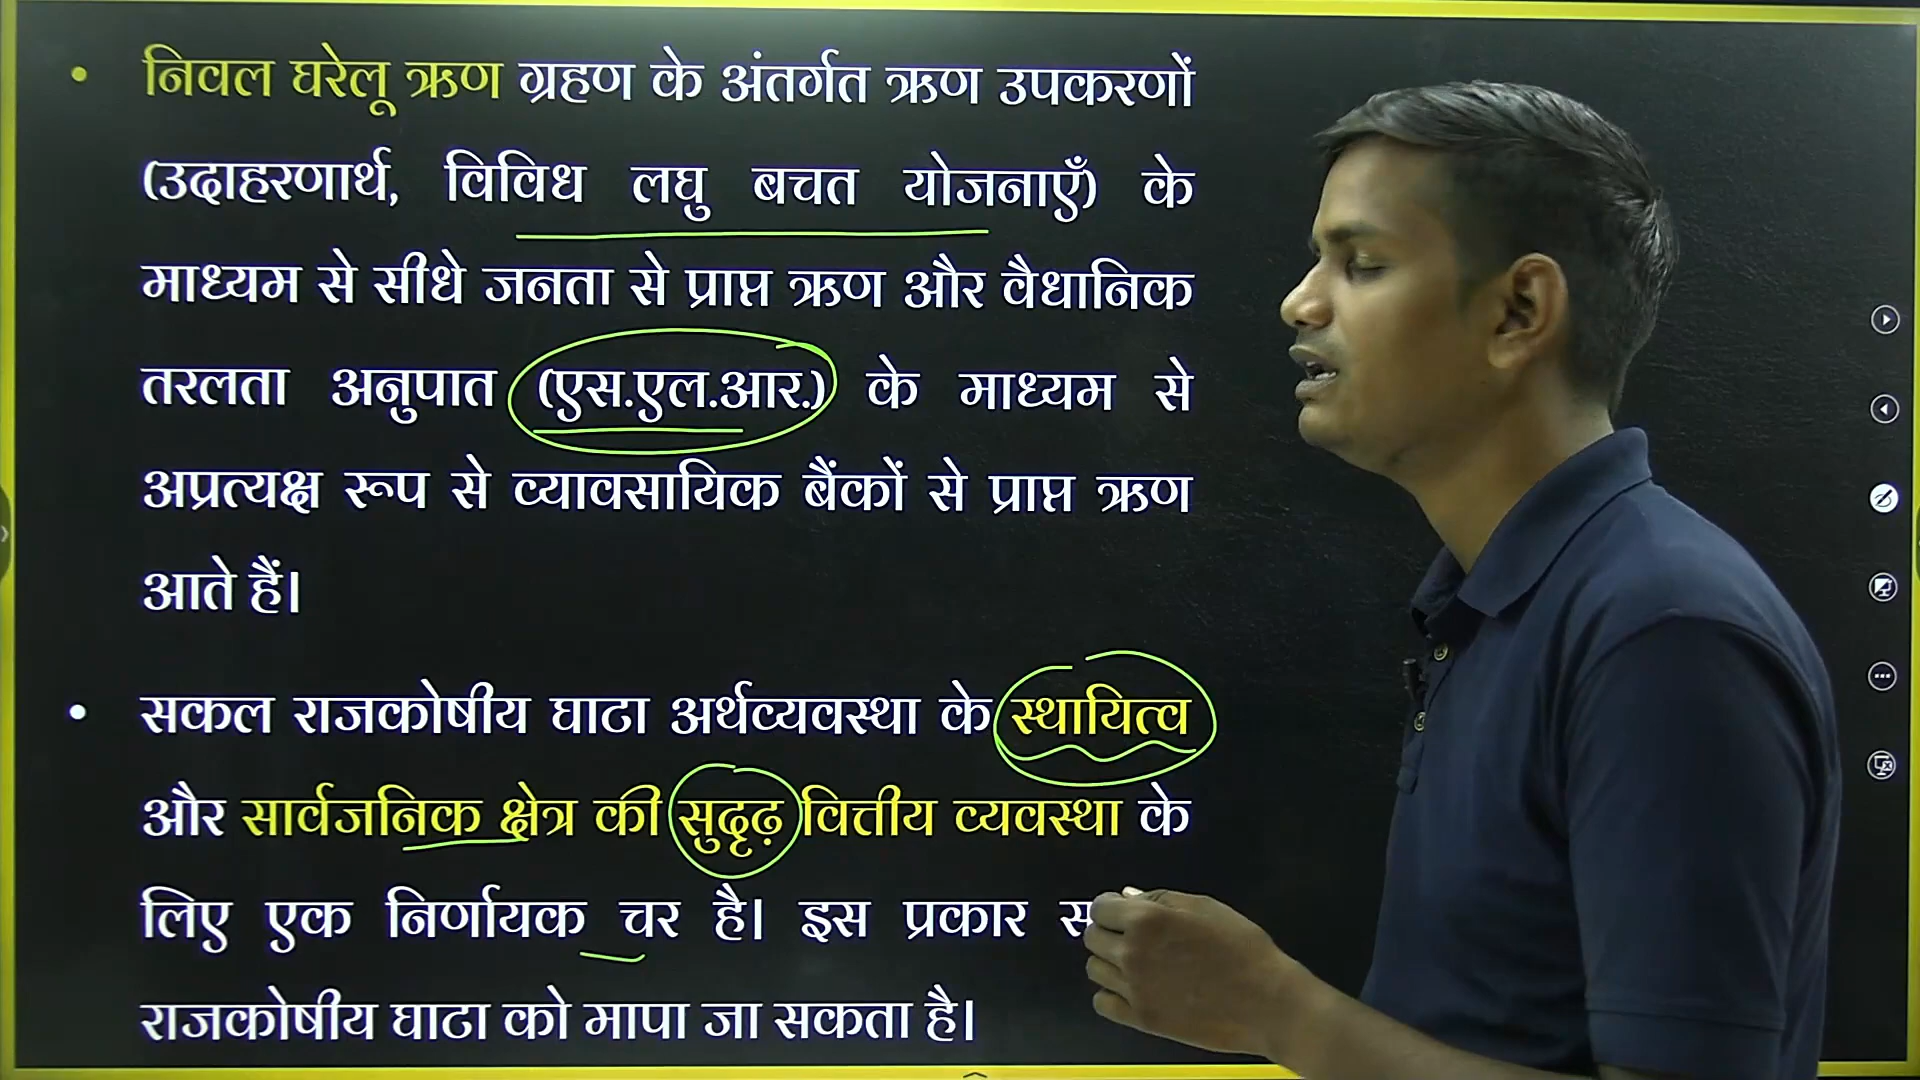 • निवल घरेलू ऋण ग्रहण के अंतर्गत ऋण उपकरणों
(उदाहरणार्थ, विविध लघु बचत योजनाएँ) के
माध्यम से सीधे जनता से प्राप्त ऋण और वैधानिक
तरलता अनुपात (एस.एल.आर.) के माध्यम से
अप्रत्यक्ष रूप से व्यावसायिक बैंकों से प्राप्त ऋण
आते हैं।
• सकल राजकोषीय घाटा अर्थव्यवस्था के स्थायित्व
और सार्वजनिक क्षेत्र की सुदृढ़ वित्तीय व्यवस्था के
लिए एक निर्णायक चर है। इस प्रकार
राजकोषीय घाटा को मापा जा सकता है।